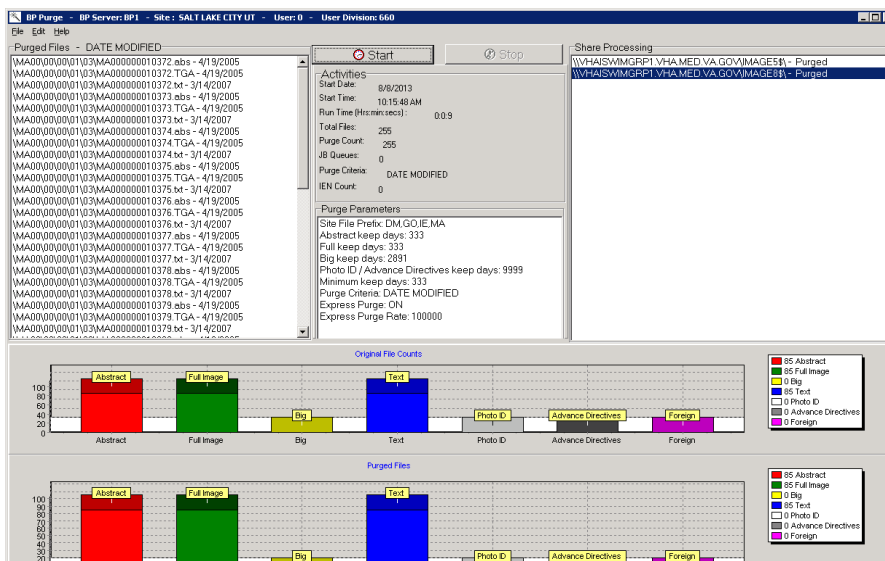 BP Purge - BP Server: BP1 - Site : SALT LAKE CITY UT - User: 0 - User Division: 660
File Edit Help
Purged Files - DATE MODIFIED
\MA00\00\00\01\03\MA000000010372.abs - 4/19/2005
\MA00\00\00\01\03\MA000000010372.TGA - 4/19/2005
\MA00\00\00\01\03\MA000000010372.txt - 3/14/2007
\MA00\00\00\01\03\MA000000010373.abs - 4/19/2005
\MA00\00\00\01\03\MA000000010373.TGA - 4/19/2005
\MA00\00\00\01\03\MA000000010373.txt - 3/14/2007
\MA00\00\00\01\03\MA000000010374.abs - 4/19/2005
\MA00\00\00\01\03\MA000000010374.TGA - 4/19/2005
\MA00\00\00\01\03\MA000000010374.txt - 3/14/2007
\MA00\00\00\01\03\MA000000010375.abs - 4/19/2005
\MA00\00\00\01\03\MA000000010375.TGA - 4/19/2005
\MA00\00\00\01\03\MA000000010375.txt - 3/14/2007
\MA00\00\00\01\03\MA000000010376.abs - 4/19/2005
\MA00\00\00\01\03\MA000000010376.TGA - 4/19/2005
\MA00\00\00\01\03\MA000000010376.txt - 3/14/2007
\MA00\00\00\01\03\MA000000010377.abs - 4/19/2005
\MA00\00\00\01\03\MA000000010377.TGA - 4/19/2005
\MA00\00\00\01\03\MA000000010377.txt - 3/14/2007
\MA00\00\00\01\03\MA000000010378.abs - 4/19/2005
\MA00\00\00\01\03\MA000000010378.TGA - 4/19/2005
\MA00\00\00\01\03\MA000000010378.txt - 3/14/2007
\MA00\00\00\01\03\MA000000010379.abs - 4/19/2005
\MA00\00\00\01\03\MA000000010379.TGA - 4/19/2005
\MA00\00\00\01\03\MA000000010379.txt - 3/14/2007
Start
Stop
Activities
Start Date: 8/8/2013
Start Time: 10:15:48 AM
Run Time (Hrs:min:secs) : 0:0:9
Total Files: 255
Purge Count: 255
JB Queues: 0
Purge Criteria: DATE MODIFIED
IEN Count: 0
Purge Parameters
Site File Prefix: DM,GO,IE,MA
Abstract keep days: 333
Full keep days: 333
Big keep days: 2891
Photo ID / Advance Directives keep days: 9999
Minimum keep days: 333
Purge Criteria: DATE MODIFIED
Express Purge: ON
Express Purge Rate: 100000
Share Processing
\\VHAISWIMGRP1.VHA.MED.VA.GOV\IMAGE5$\ - Purged
\\VHAISWIMGRP1.VHA.MED.VA.GOV\IMAGE8$\ - Purged
Original File Counts
100
80
60
40
20
0
Abstract Full Image Big Text Photo ID Advance Directives Foreign
Abstract Full Image Big Text Photo ID Advance Directives Foreign
85 Abstract
85 Full Image
0 Big
85 Text
0 Photo ID
0 Advance Directives
0 Foreign
Purged Files
100
90
80
70
60
50
40
30
20
Abstract Full Image Big Text Photo ID Advance Directives Foreign
85 Abstract
85 Full Image
0 Big
85 Text
0 Photo ID
0 Advance Directives
0 Foreign